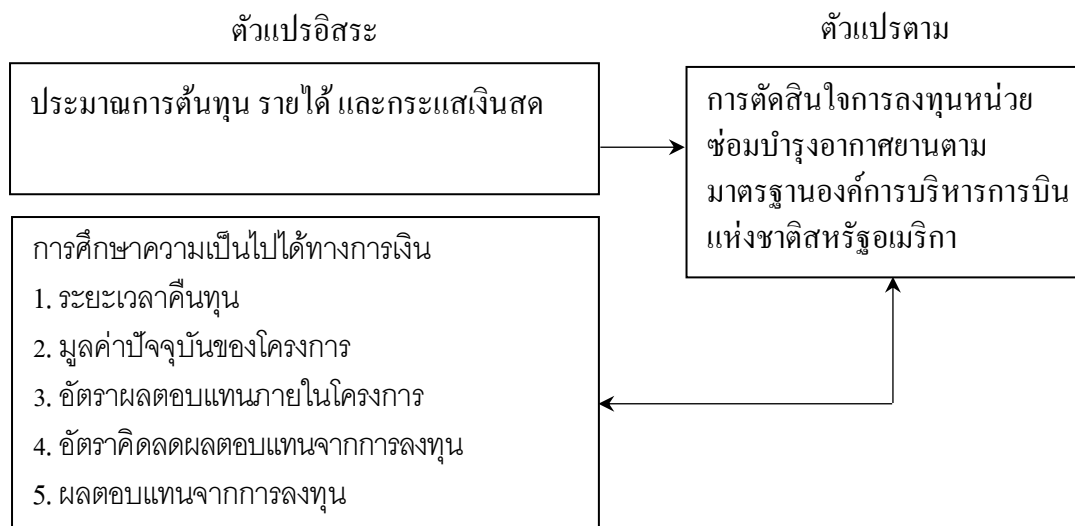 ตัวแปรอิสระ
ตัวแปรตาม
ประมาณการต้นทุน รายได้ และกระแสเงินสด
การตัดสินใจการลงทุนหน่วย
ซ่อมบำรุงอากาศยานตาม
มาตรฐานองค์การบริหารการบิน
แห่งชาติสหรัฐอเมริกา
การศึกษาความเป็นไปได้ทางการเงิน
1. ระยะเวลาคืนทุน
2. มูลค่าปัจจุบันของโครงการ
3. อัตราผลตอบแทนภายในโครงการ
4. อัตราคิดลดผลตอบแทนจากการลงทุน
5. ผลตอบแทนจากการลงทุน